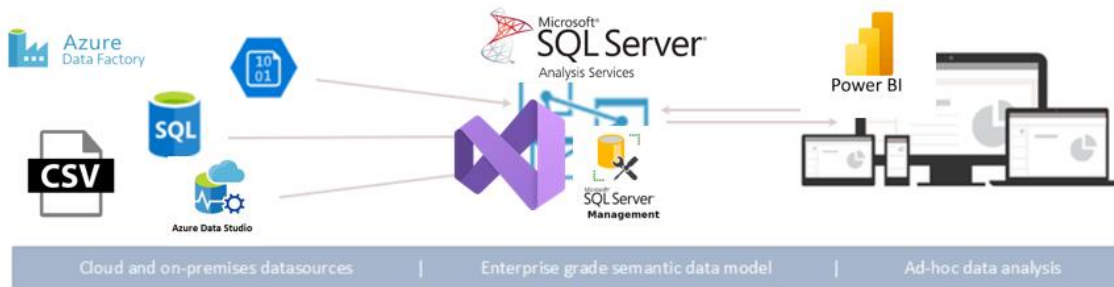 Azure
Data Factory
10
01
SQL
CSV
Azure Data Studio
Microsoft®
SQL Server®
Analysis Services
Microsoft®
SQL Server
Management
Power BI
Cloud and on-premises datasources | Enterprise grade semantic data model | Ad-hoc data analysis